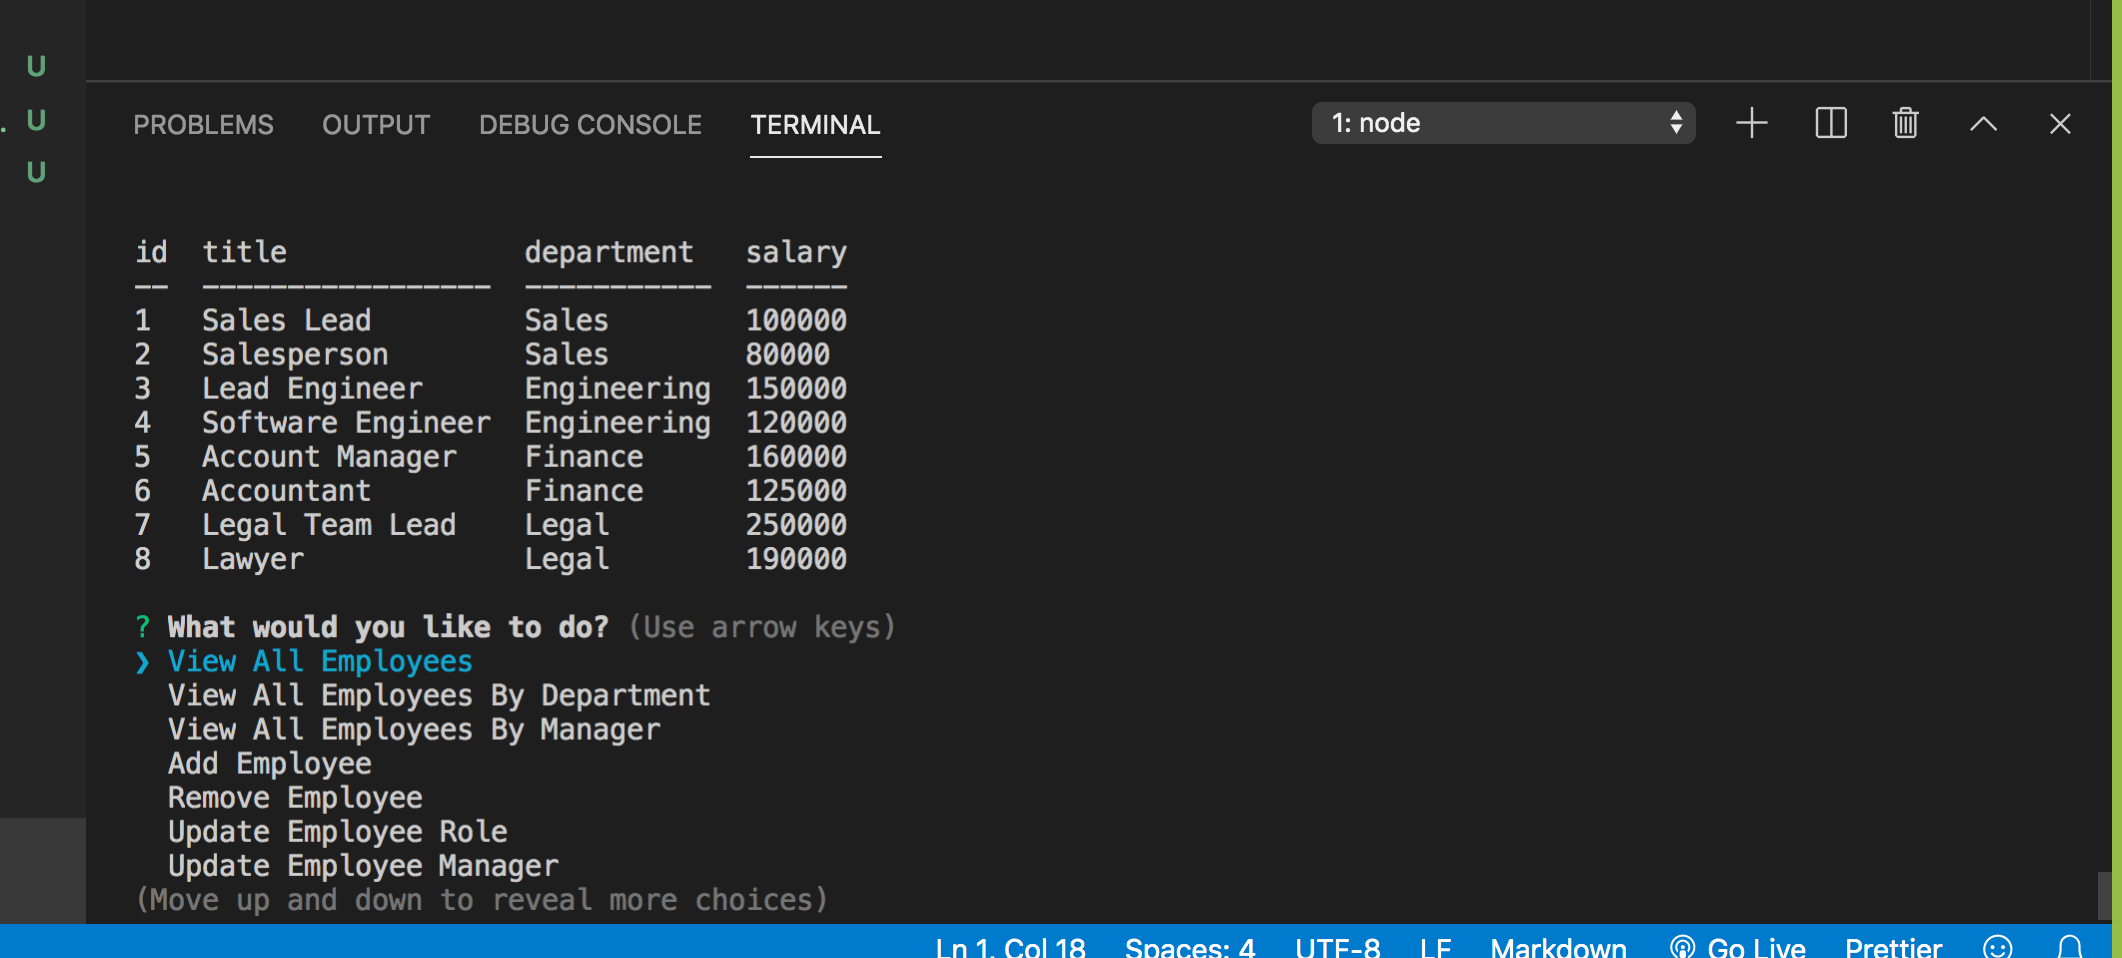 U
U
U
PROBLEMS OUTPUT DEBUG CONSOLE TERMINAL 1: node
id title department salary
-- ----------------- ----------- ------
1 Sales Lead Sales 100000
2 Salesperson Sales 80000
3 Lead Engineer Engineering 150000
4 Software Engineer Engineering 120000
5 Account Manager Finance 160000
6 Accountant Finance 125000
7 Legal Team Lead Legal 250000
8 Lawyer Legal 190000
? What would you like to do? (Use arrow keys)
❯ View All Employees
View All Employees By Department
View All Employees By Manager
Add Employee
Remove Employee
Update Employee Role
Update Employee Manager
(Move up and down to reveal more choices)
Ln 1, Col 18 Spaces: 4 UTF-8 LF Markdown Go Live Prettier